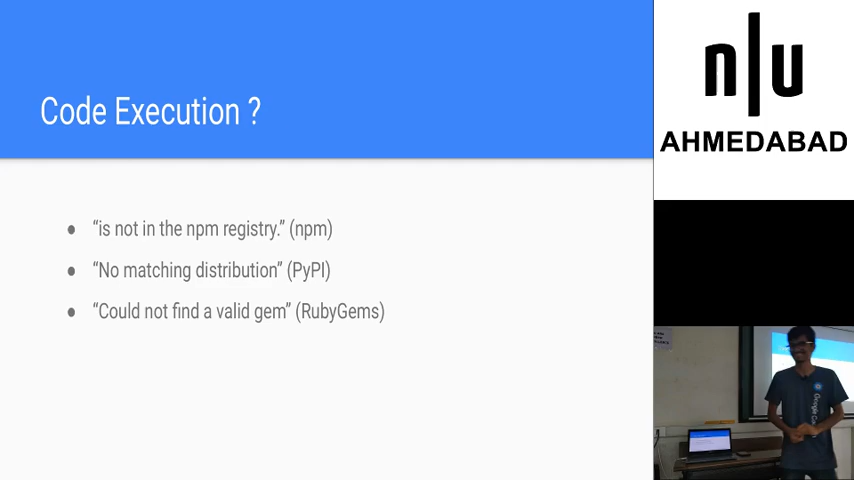 Code Execution ?
● “is not in the npm registry.” (npm)
● “No matching distribution” (PyPI)
● “Could not find a valid gem” (RubyGems)
n|u
AHMEDABAD
Google